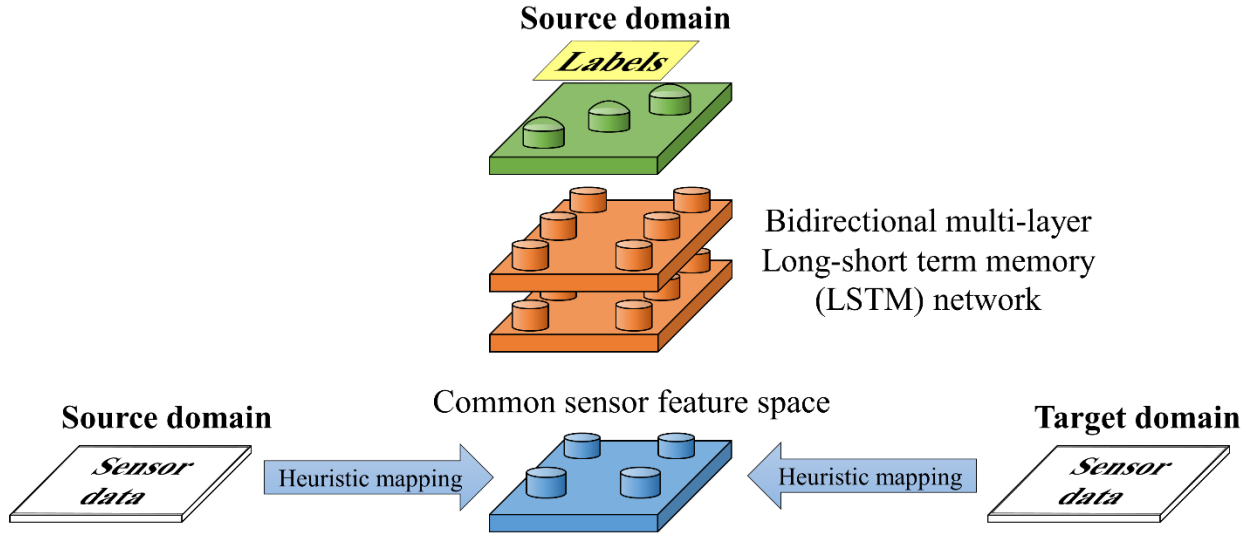 Source domain
Labels
Bidirectional multi-layer
Long-short term memory
(LSTM) network
Common sensor feature space
Source domain
Sensor
data
Heuristic mapping
Heuristic mapping
Target domain
Sensor
data